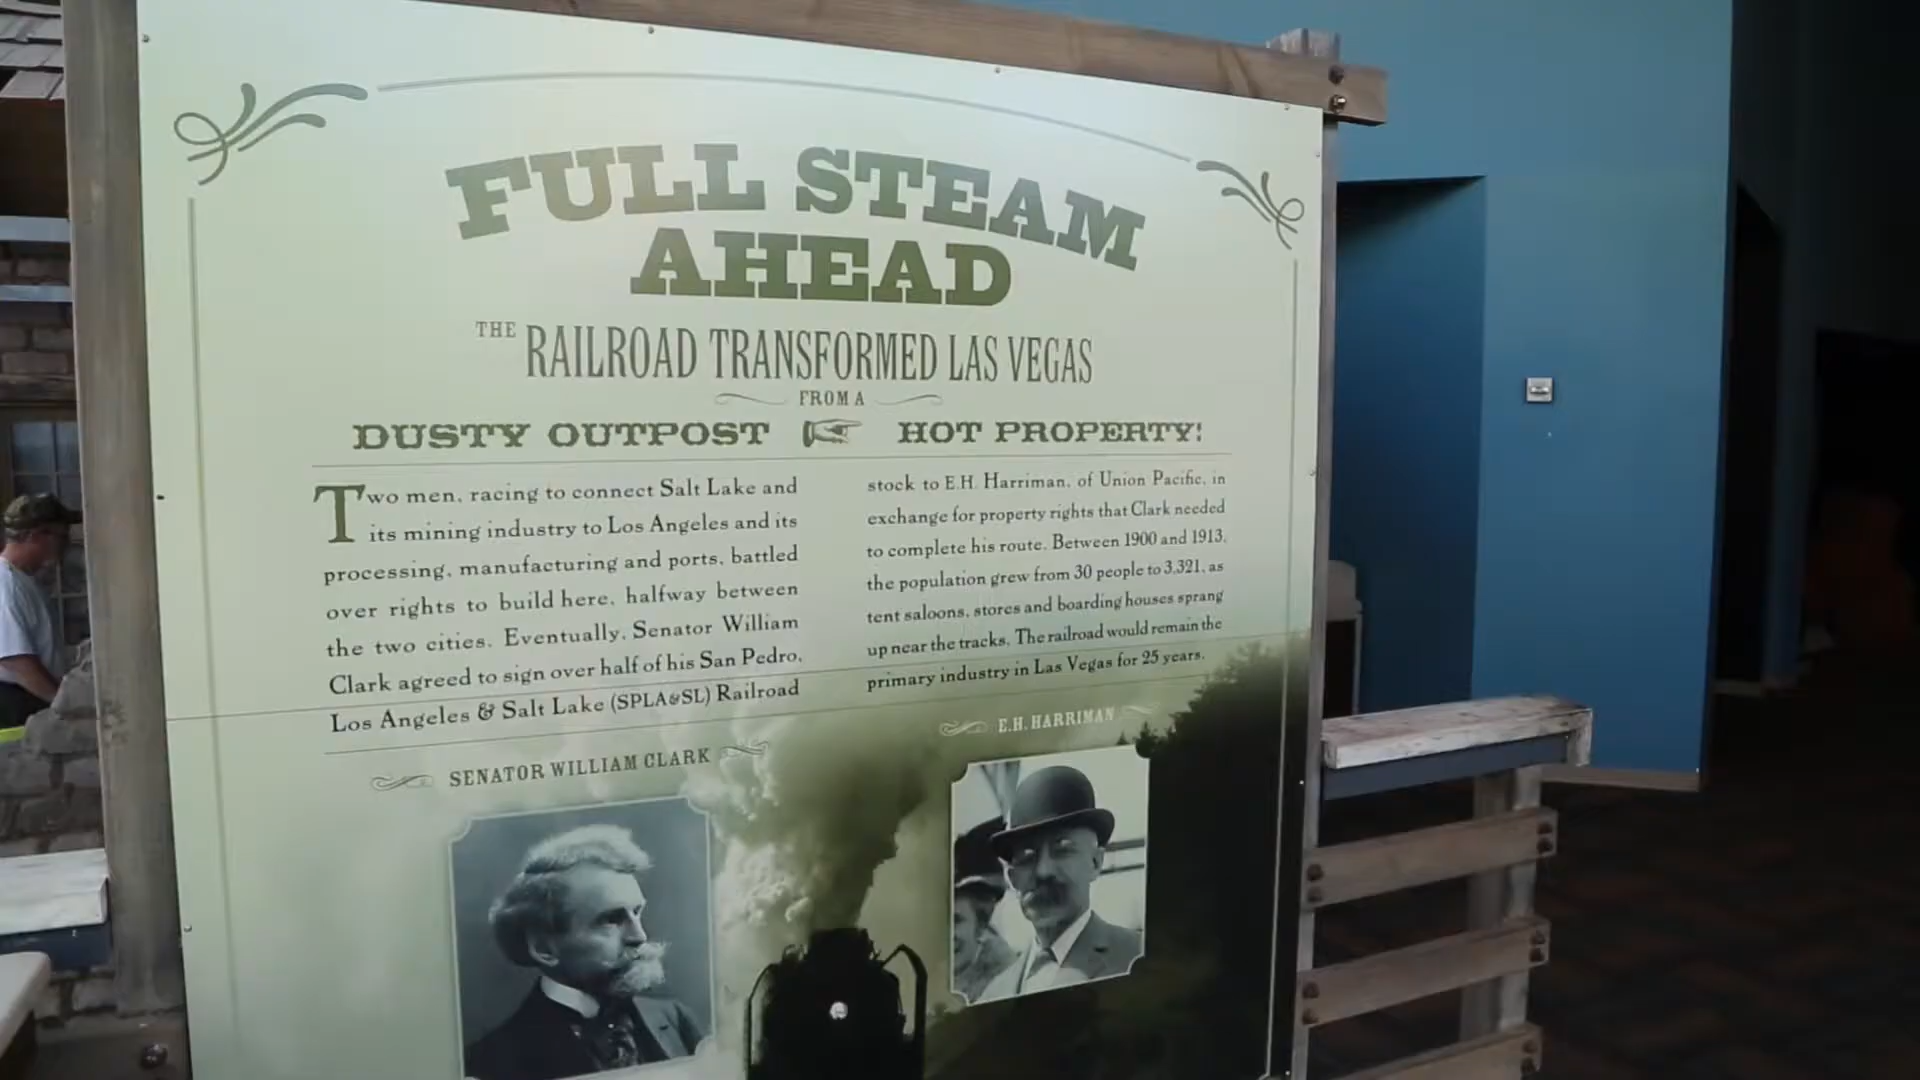 FULL STEAM
AHEAD
THE RAILROAD TRANSFORMED LAS VEGAS
FROM A
DUSTY OUTPOST HOT PROPERTY!
Two men, racing to connect Salt Lake and
its mining industry to Los Angeles and its
processing, manufacturing and ports, battled
over rights to build here, halfway between
the two cities. Eventually, Senator William
Clark agreed to sign over half of his San Pedro,
Los Angeles & Salt Lake (SPLA&SL) Railroad
stock to E.H. Harriman, of Union Pacific, in
exchange for property rights that Clark needed
to complete his route. Between 1900 and 1913,
the population grew from 30 people to 3,321, as
tent saloons, stores and boarding houses sprang
up near the tracks. The railroad would remain the
primary industry in Las Vegas for 25 years.
SENATOR WILLIAM CLARK
E.H. HARRIMAN